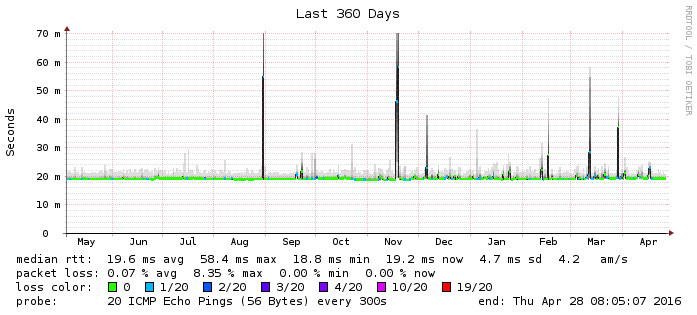 Last 360 Days
RRDTOOL / TOBI OETIKER
Seconds
70 m
60 m
50 m
40 m
30 m
20 m
10 m
0
May Jun Jul Aug Sep Oct Nov Dec Jan Feb Mar Apr
median rtt: 19.6 ms avg 58.4 ms max 18.8 ms min 19.2 ms now 4.7 ms sd 4.2 am/s
packet loss: 0.07 % avg 8.35 % max 0.00 % min 0.00 % now
loss color: 0 1/20 2/20 3/20 4/20 10/20 19/20
probe: 20 ICMP Echo Pings (56 Bytes) every 300s end: Thu Apr 28 08:05:07 2016